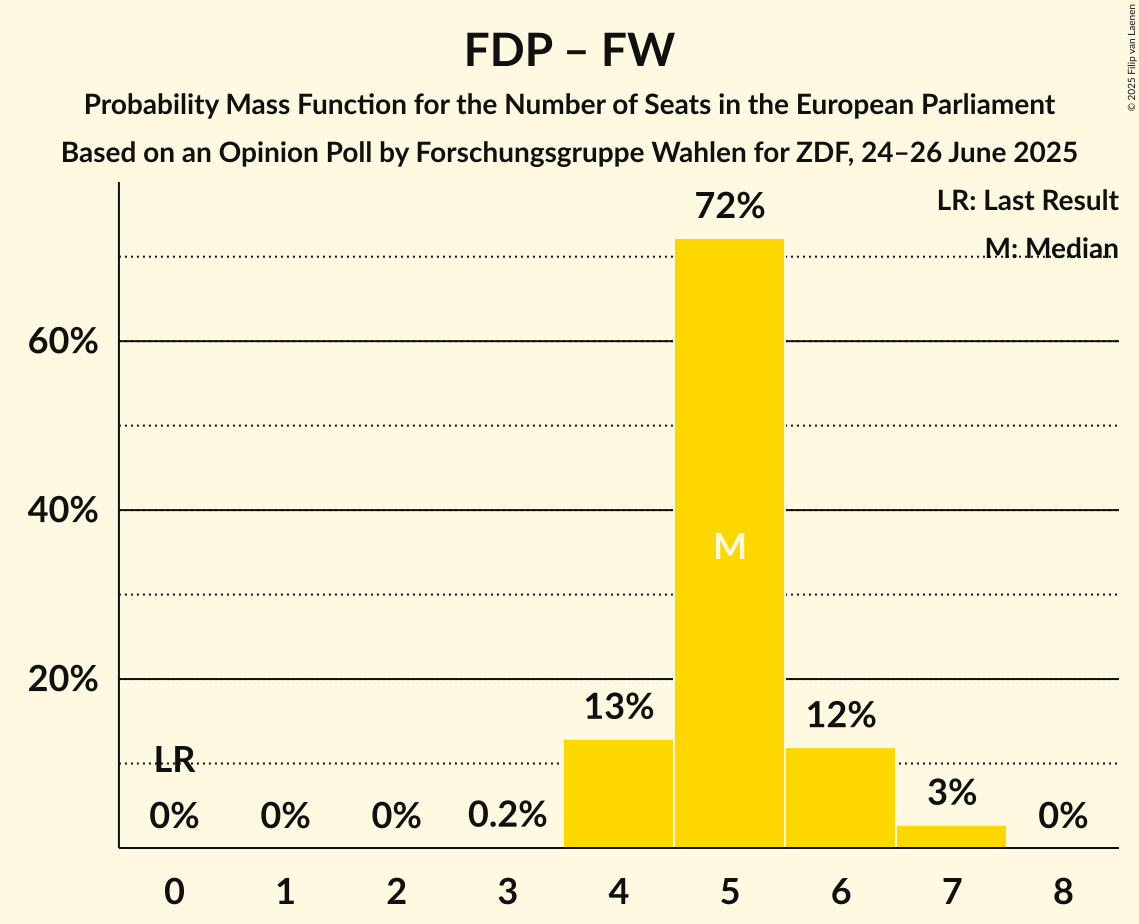 FDP – FW
Probability Mass Function for the Number of Seats in the European Parliament
Based on an Opinion Poll by Forschungsgruppe Wahlen for ZDF, 24–26 June 2025
© 2025 Filip van Laenen
LR: Last Result
M: Median
72%
60%
40%
M
20%
13%
12%
LR
3%
0%
0%
0%
0.2%
0%
0
1
2
3
4
5
6
7
8